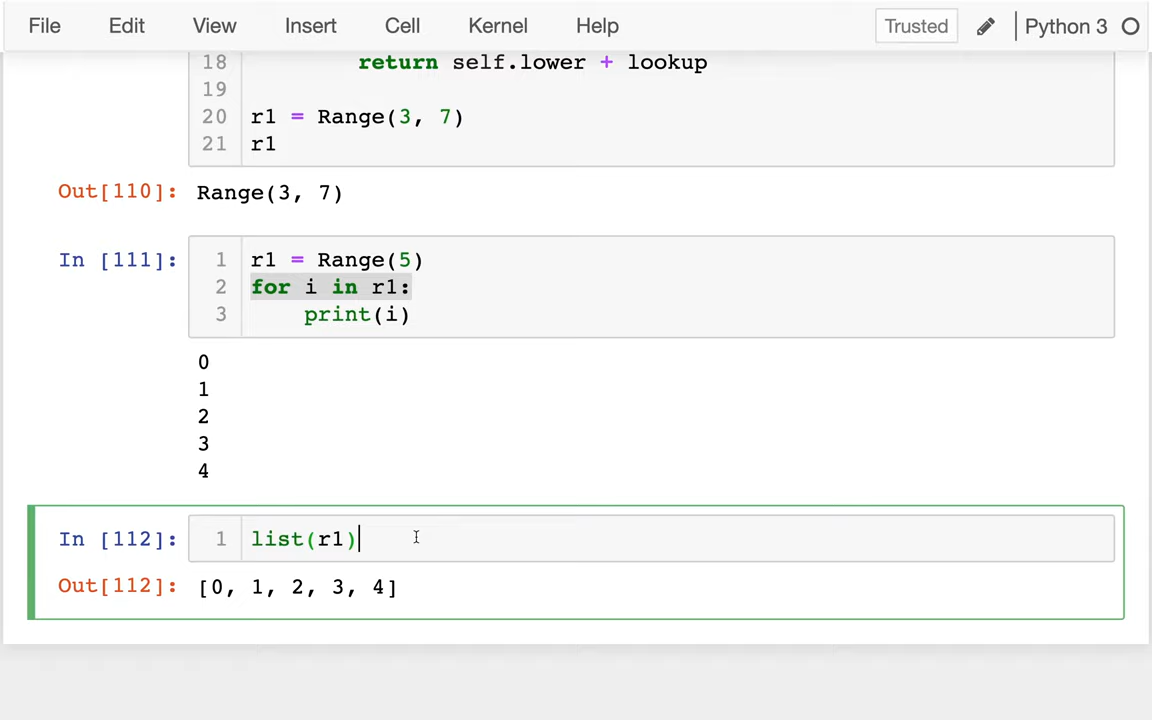 File Edit View Insert Cell Kernel Help Trusted Python 3
18 return self.lower + lookup
19
20 r1 = Range(3, 7)
21 r1
Out[110]: Range(3, 7)
In [111]: 1 r1 = Range(5)
2 for i in r1:
3 print(i)
0
1
2
3
4
In [112]: 1 list(r1)
Out[112]: [0, 1, 2, 3, 4]